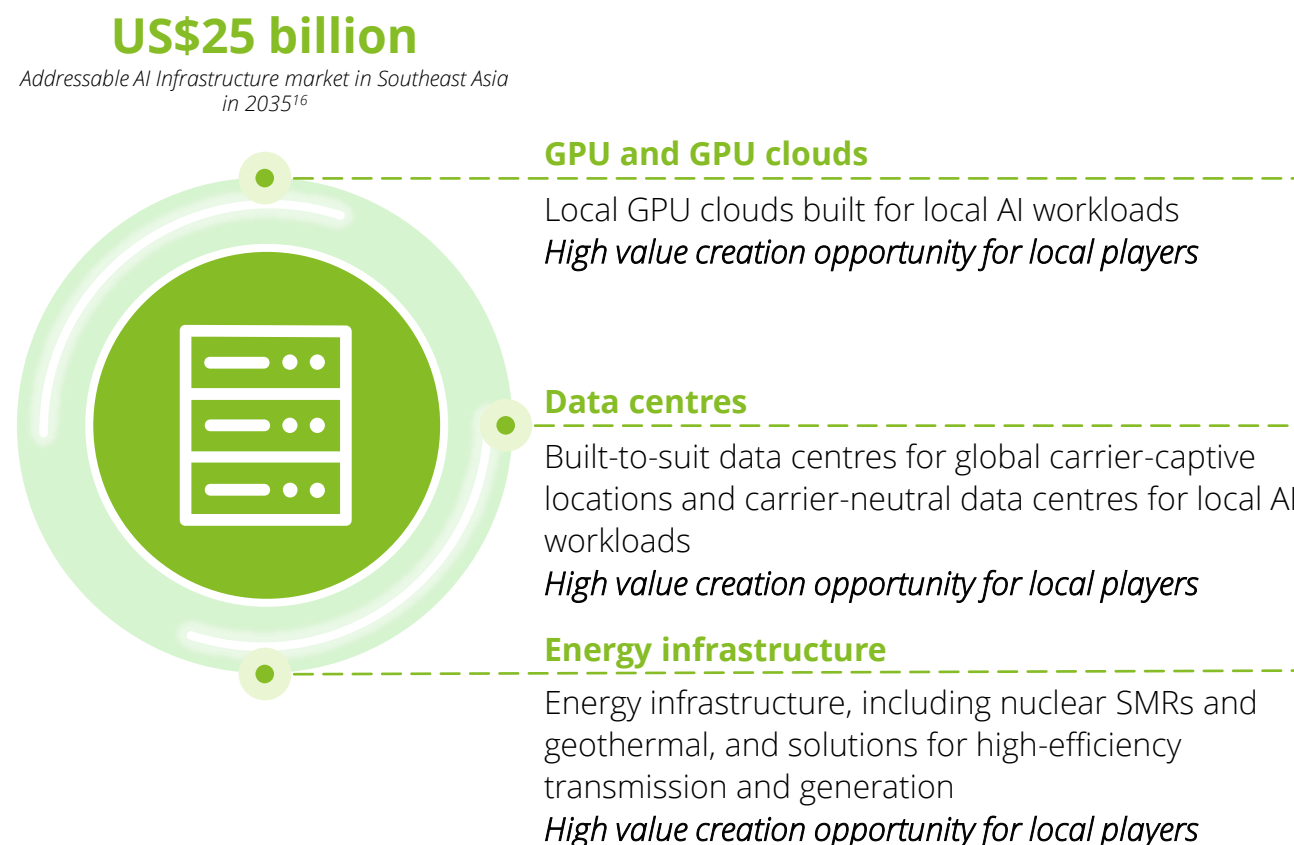 US$25 billion
Addressable AI Infrastructure market in Southeast Asia
in 2035¹⁶
GPU and GPU clouds
Local GPU clouds built for local AI workloads
High value creation opportunity for local players
Data centres
Built-to-suit data centres for global carrier-captive
locations and carrier-neutral data centres for local AI
workloads
High value creation opportunity for local players
Energy infrastructure
Energy infrastructure, including nuclear SMRs and
geothermal, and solutions for high-efficiency
transmission and generation
High value creation opportunity for local players